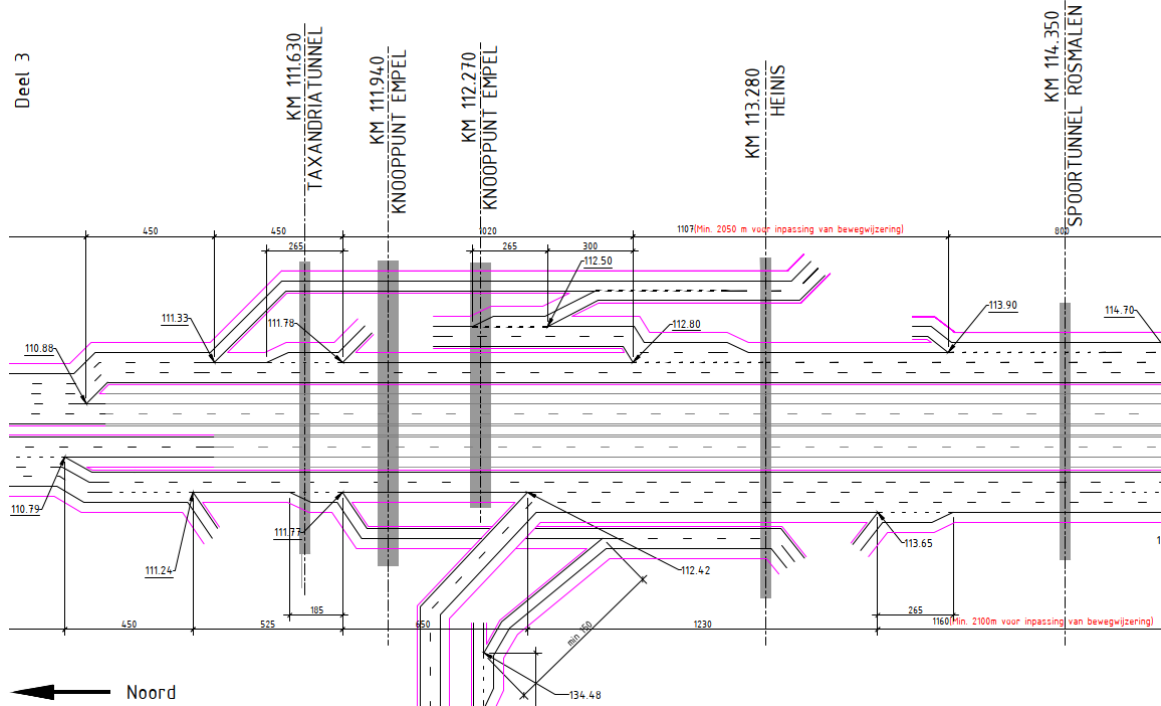 Deel 3
KM 111.630
TAXANDRIATUNNEL
KM 111.940
KNOOPPUNT EMPEL
KM 112.270
KNOOPPUNT EMPEL
KM 113.280
HEINIS
KM 114.350
SPOORTUNNEL ROSMALEN
450
450
1020
1107(Min. 2050 m voor inpassing van bewegwijzering)
800
265
265
300
112.50
111.33
111.78
112.80
113.90
114.70
110.88
110.79
111.77
111.24
112.42
113.65
185
265
450
525
650
1230
1160(Min. 2100m voor inpassing van bewegwijzering)
min 150
134.48
Noord